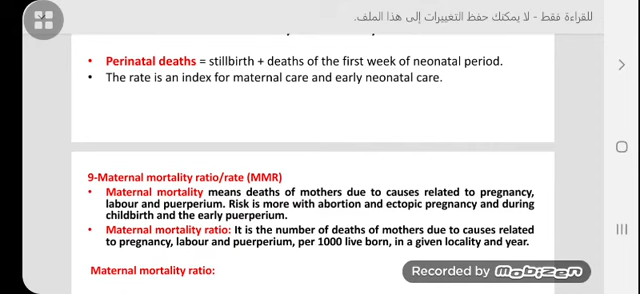 للقراءة فقط - لا يمكنك حفظ التغييرات إلى هذا الملف.
• Perinatal deaths = stillbirth + deaths of the first week of neonatal period.
• The rate is an index for maternal care and early neonatal care.
9-Maternal mortality ratio/rate (MMR)
• Maternal mortality means deaths of mothers due to causes related to pregnancy,
labour and puerperium. Risk is more with abortion and ectopic pregnancy and during
childbirth and the early puerperium.
• Maternal mortality ratio: It is the number of deaths of mothers due to causes related
to pregnancy, labour and puerperium, per 1000 live born, in a given locality and year.
Maternal mortality ratio:
Recorded by Mobizen